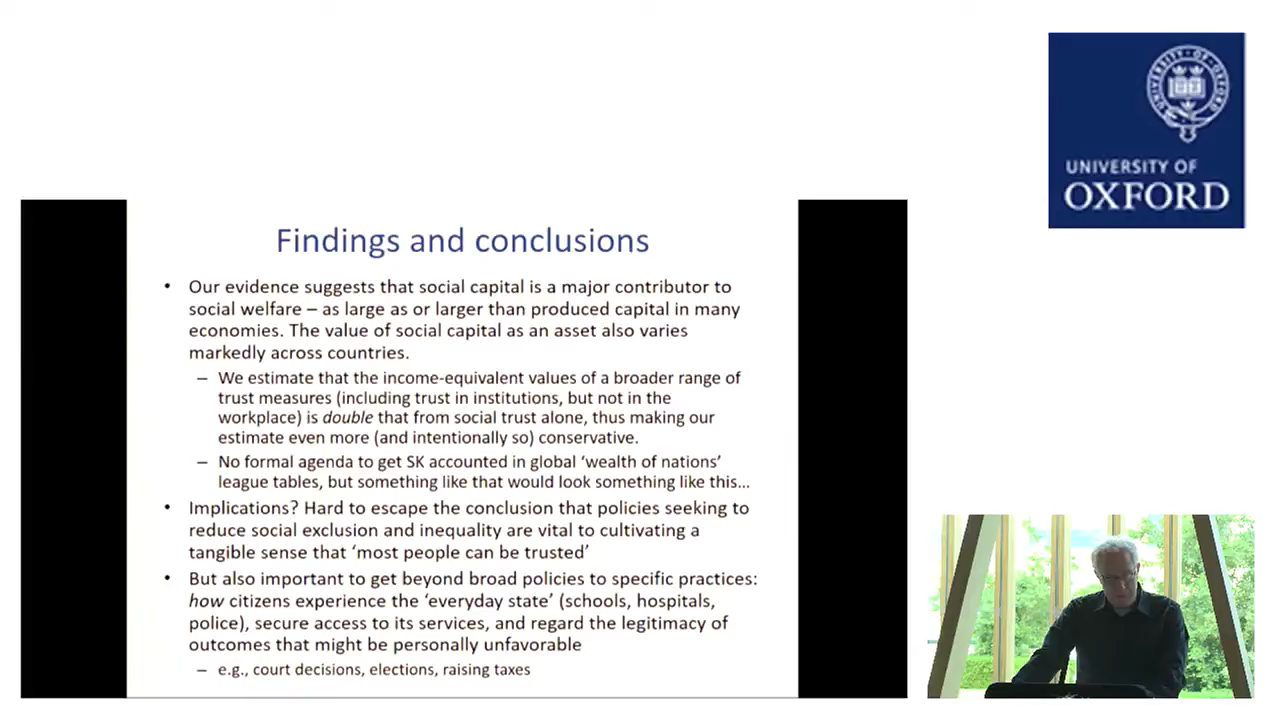 UNIVERSITY OF OXFORD
UNIVERSITY OF
OXFORD
Findings and conclusions
• Our evidence suggests that social capital is a major contributor to
social welfare – as large as or larger than produced capital in many
economies. The value of social capital as an asset also varies
markedly across countries.
– We estimate that the income-equivalent values of a broader range of
trust measures (including trust in institutions, but not in the
workplace) is double that from social trust alone, thus making our
estimate even more (and intentionally so) conservative.
– No formal agenda to get SK accounted in global ‘wealth of nations’
league tables, but something like that would look something like this...
• Implications? Hard to escape the conclusion that policies seeking to
reduce social exclusion and inequality are vital to cultivating a
tangible sense that ‘most people can be trusted’
• But also important to get beyond broad policies to specific practices:
how citizens experience the ‘everyday state’ (schools, hospitals,
police), secure access to its services, and regard the legitimacy of
outcomes that might be personally unfavorable
– e.g., court decisions, elections, raising taxes